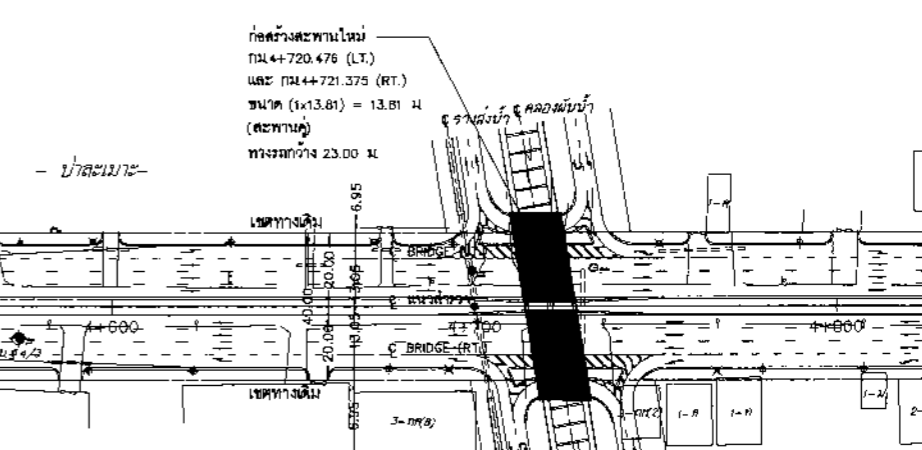 ก่อสร้างสะพานใหม่
กม.4+720.476 (LT.)
และ กม.4+721.375 (RT.)
ขนาด (1x13.81) = 13.81 ม
(สะพานคู่)
ทางรถกว้าง 23.00 ม.
รางส่งน้ำ
คลองผันน้ำ
- ป่าละเมาะ-
6.95
เขตทางเดิม
BRIDGE
20.00
13.05
40.00
แนวสำรวจ
4+600
4+800
20.00
13.05
BRIDGE (RT.)
เขตทางเดิม
6.95
1-ค